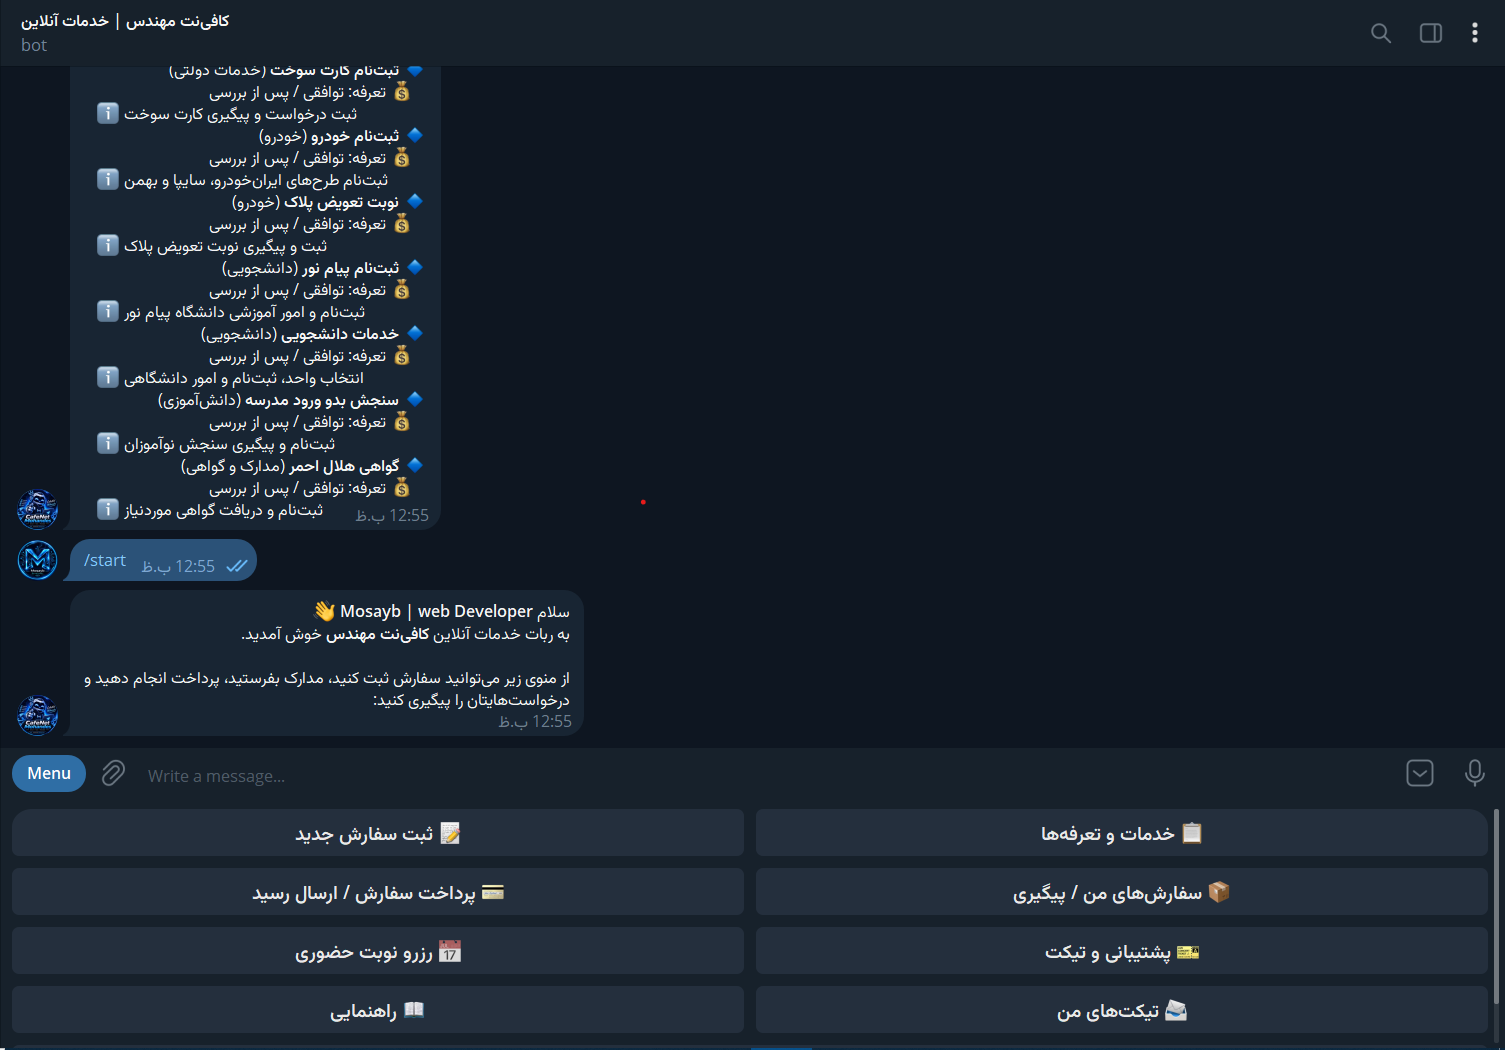 کافی‌نت مهندس | خدمات آنلاین
bot
🔷 ثبت‌نام کارت سوخت (خدمات دولتی)
💰 تعرفه: توافقی / پس از بررسی
ℹ️ ثبت درخواست و پیگیری کارت سوخت
🔷 ثبت‌نام خودرو (خودرو)
💰 تعرفه: توافقی / پس از بررسی
ℹ️ ثبت‌نام طرح‌های ایران‌خودرو، سایپا و بهمن
🔷 نوبت تعویض پلاک (خودرو)
💰 تعرفه: توافقی / پس از بررسی
ℹ️ ثبت و پیگیری نوبت تعویض پلاک
🔷 ثبت‌نام پیام نور (دانشجویی)
💰 تعرفه: توافقی / پس از بررسی
ℹ️ ثبت‌نام و امور آموزشی دانشگاه پیام نور
🔷 خدمات دانشجویی (دانشجویی)
💰 تعرفه: توافقی / پس از بررسی
ℹ️ انتخاب واحد، ثبت‌نام و امور دانشگاهی
🔷 سنجش بدو ورود مدرسه (دانش‌آموزی)
💰 تعرفه: توافقی / پس از بررسی
ℹ️ ثبت‌نام و پیگیری سنجش نوآموزان
🔷 گواهی هلال احمر (مدارک و گواهی)
💰 تعرفه: توافقی / پس از بررسی
ℹ️ ثبت‌نام و دریافت گواهی موردنیاز
12:55 ب.ظ
/start
12:55 ب.ظ
سلام Mosayb | web Developer 👋
به ربات خدمات آنلاین کافی‌نت مهندس خوش آمدید.
از منوی زیر می‌توانید سفارش ثبت کنید، مدارک بفرستید، پرداخت انجام دهید و
درخواست‌هایتان را پیگیری کنید:
12:55 ب.ظ
Menu
Write a message...
📋 خدمات و تعرفه‌ها
📝 ثبت سفارش جدید
📦 سفارش‌های من / پیگیری
💳 پرداخت سفارش / ارسال رسید
🎫 پشتیبانی و تیکت
📅 رزرو نوبت حضوری
📨 تیکت‌های من
📖 راهنمایی